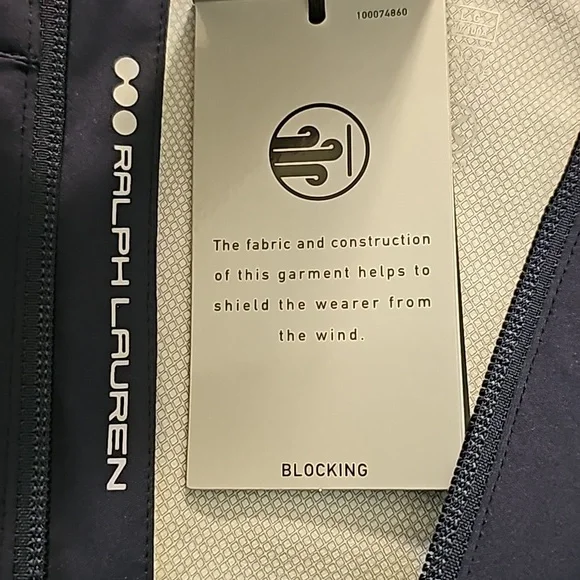 100074860
RALPH LAUREN
The fabric and construction
of this garment helps to
shield the wearer from
the wind.
BLOCKING